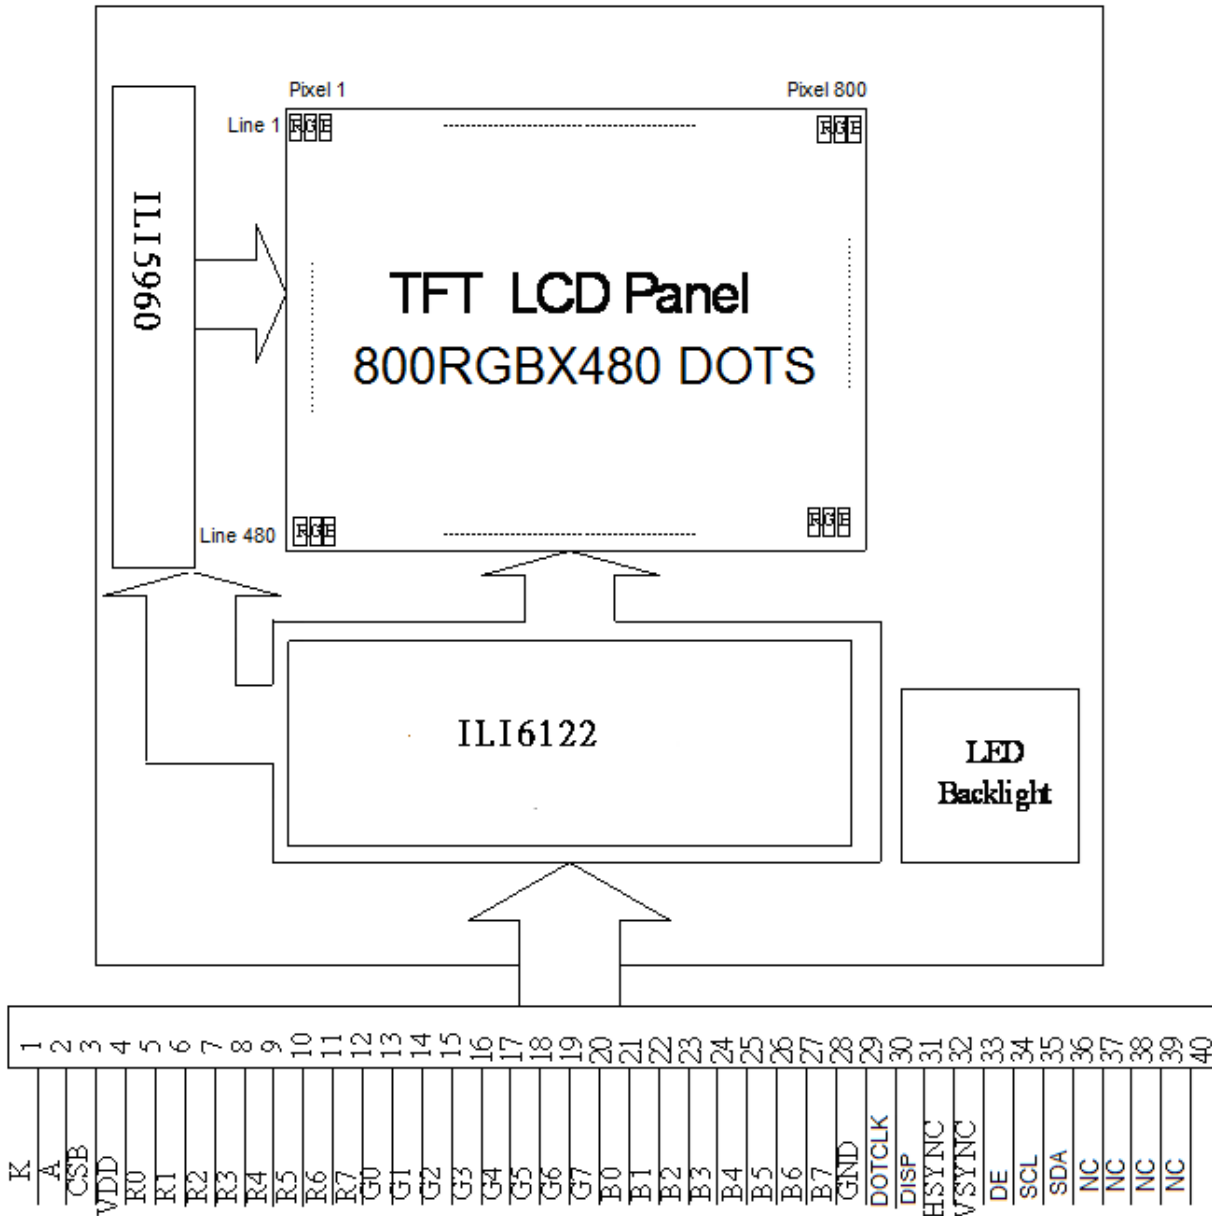 Pixel 1
Pixel 800
Line 1
R G B
R G B
ILI5960
TFT LCD Panel
800RGBX480 DOTS
Line 480
R G B
R G B
ILI6122
LED
Backlight
1 2 3 4 5 6 7 8 9 10 11 12 13 14 15 16 17 18 19 20 21 22 23 24 25 26 27 28 29 30 31 32 33 34 35 36 37 38 39 40
K A CSB VDD R0 R1 R2 R3 R4 R5 R6 R7 G0 G1 G2 G3 G4 G5 G6 G7 B0 B1 B2 B3 B4 B5 B6 B7 GND DOTCLK DISP HSYNC VSYNC DE SCL SDA NC NC NC NC